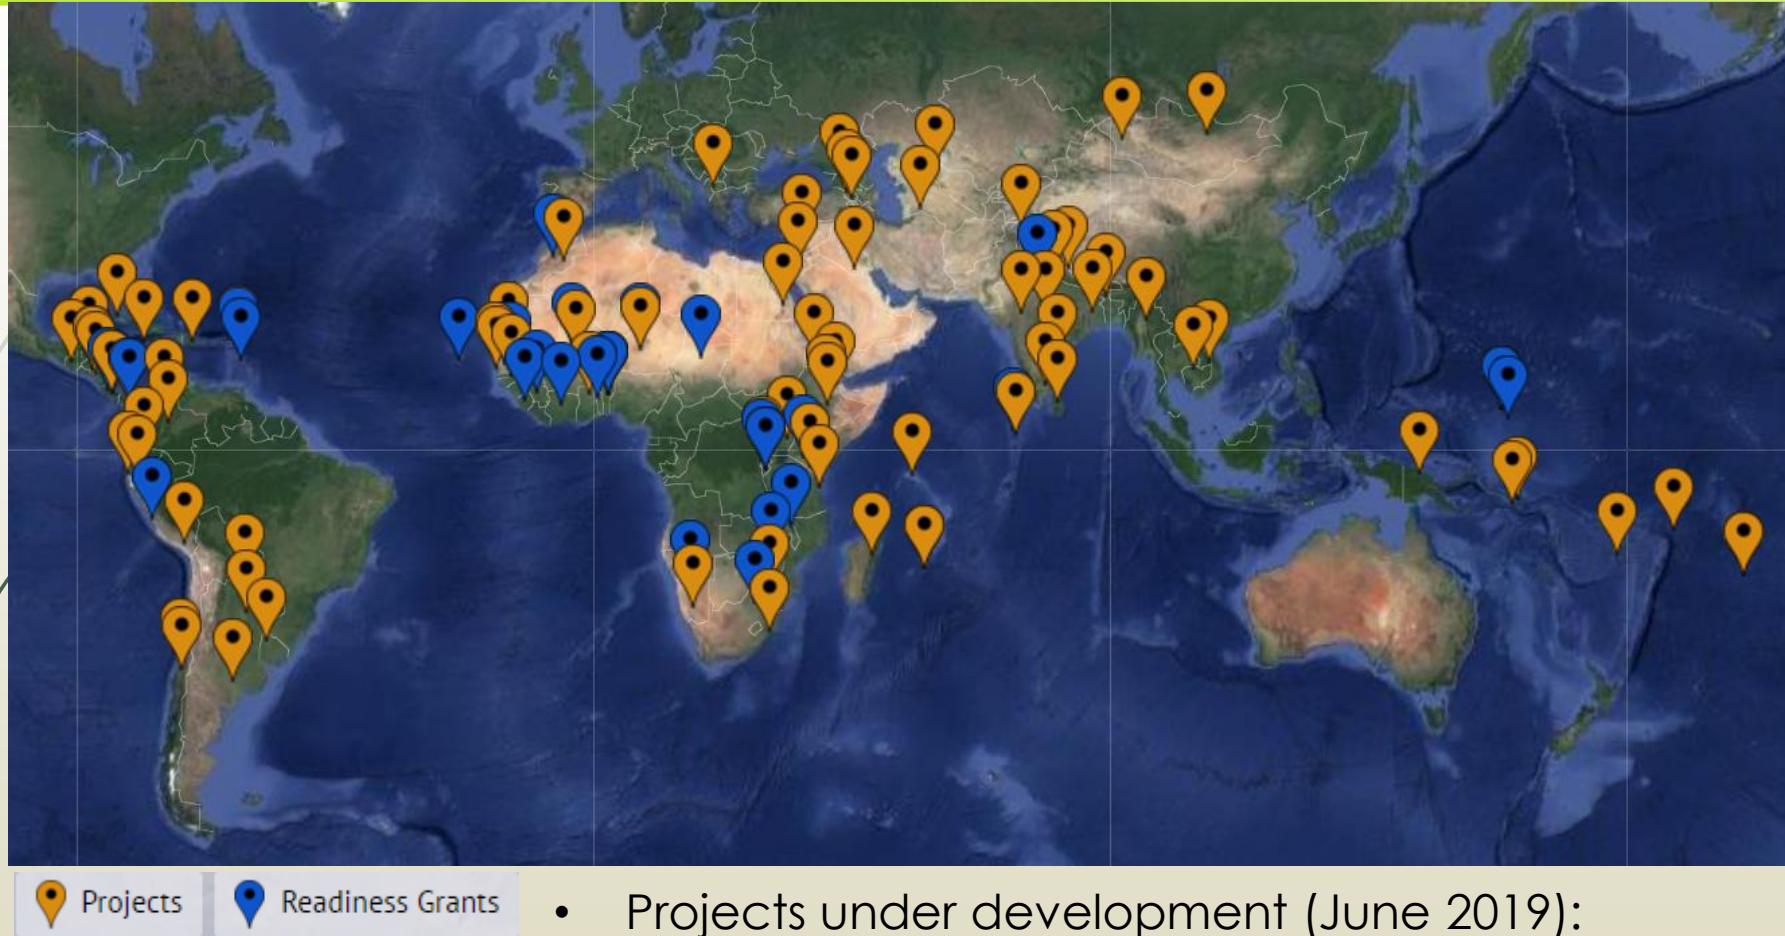 Projects
Readiness Grants
• Projects under development (June 2019):